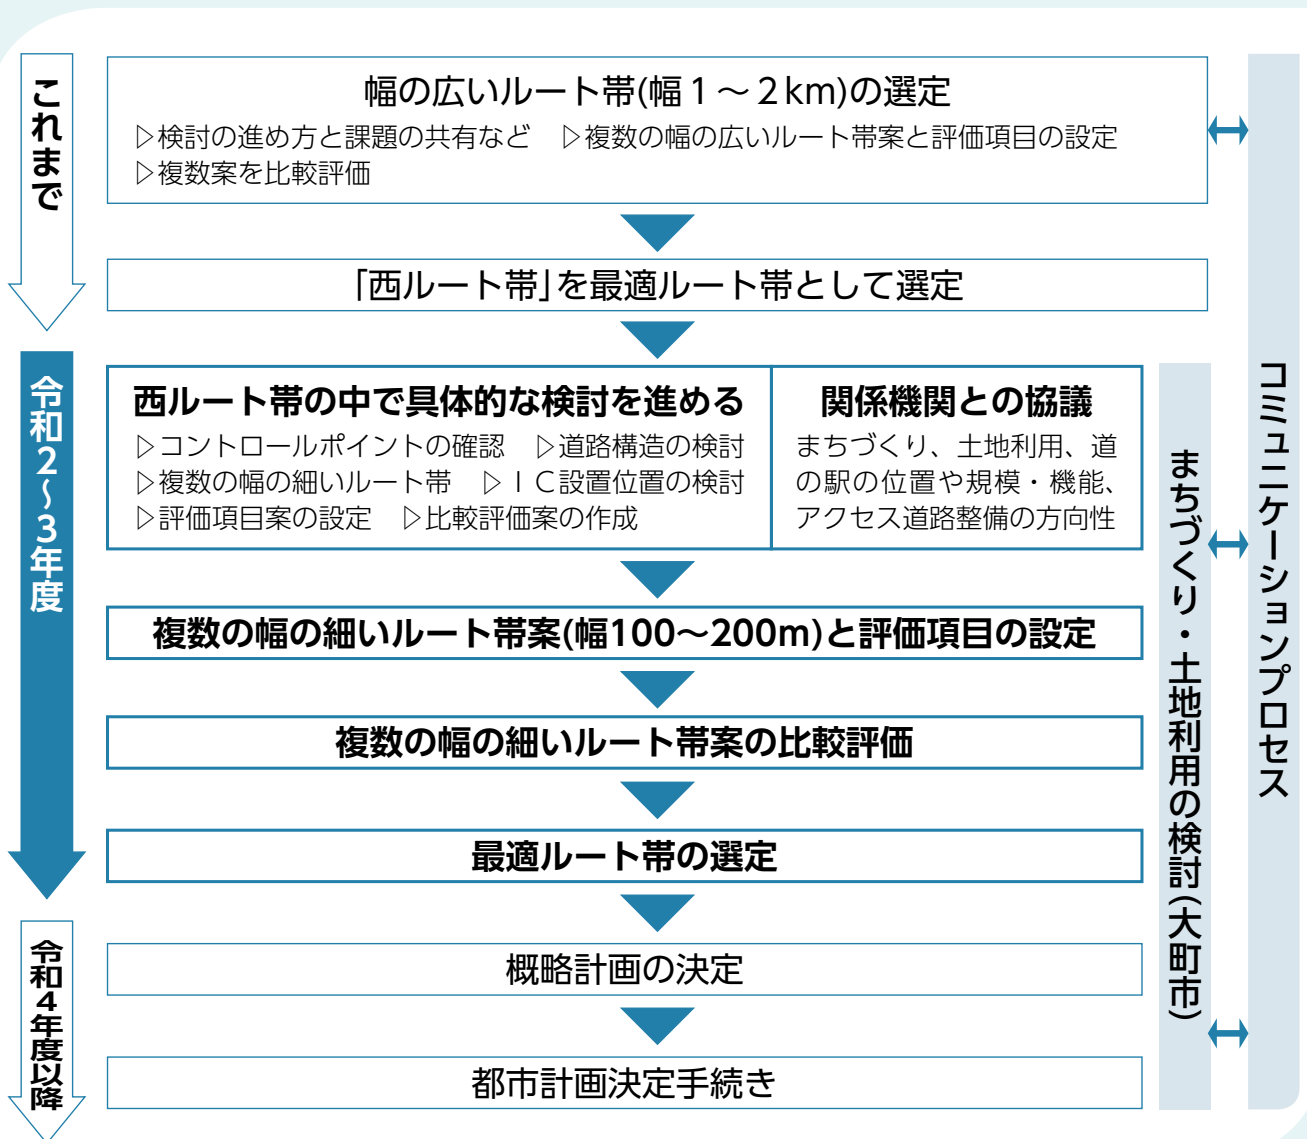 これまで
幅の広いルート帯(幅1〜2km)の選定
▷検討の進め方と課題の共有など ▷複数の幅の広いルート帯案と評価項目の設定
▷複数案を比較評価
「西ルート帯」を最適ルート帯として選定
令和2〜3年度
西ルート帯の中で具体的な検討を進める
▷コントロールポイントの確認 ▷道路構造の検討
▷複数の幅の細いルート帯 ▷IC設置位置の検討
▷評価項目案の設定 ▷比較評価案の作成
関係機関との協議
まちづくり、土地利用、道
の駅の位置や規模・機能、
アクセス道路整備の方向性
複数の幅の細いルート帯案(幅100〜200m)と評価項目の設定
複数の幅の細いルート帯案の比較評価
最適ルート帯の選定
令和4年度以降
概略計画の決定
都市計画決定手続き
まちづくり・土地利用の検討(大町市)
コミュニケーションプロセス